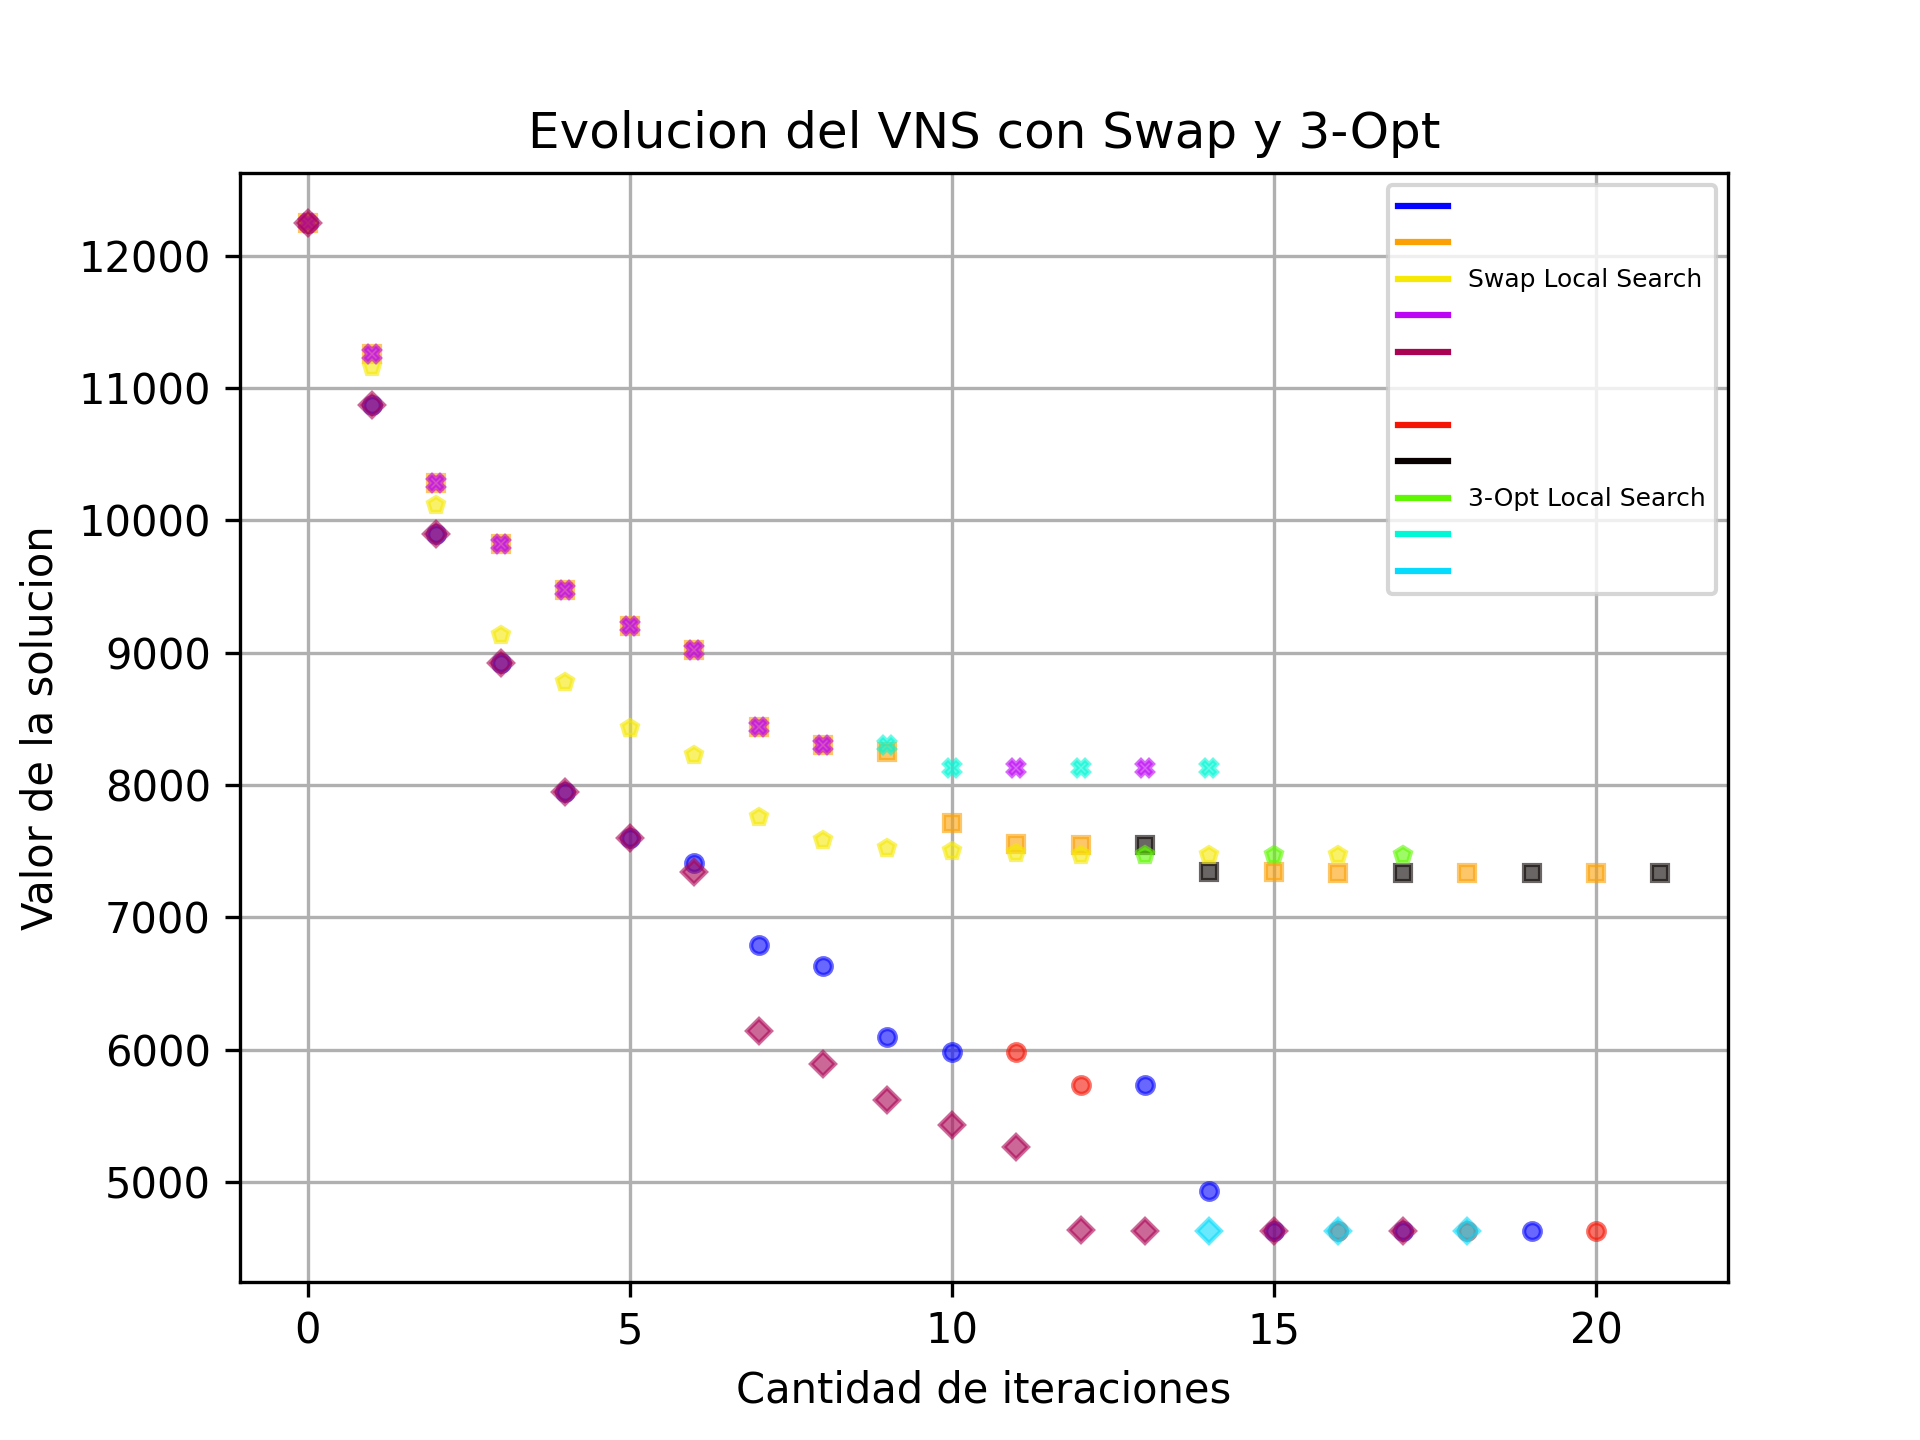 Evolucion del VNS con Swap y 3-Opt
Valor de la solucion
12000
11000
10000
9000
8000
7000
6000
5000
Swap Local Search
3-Opt Local Search
0 5 10 15 20
Cantidad de iteraciones